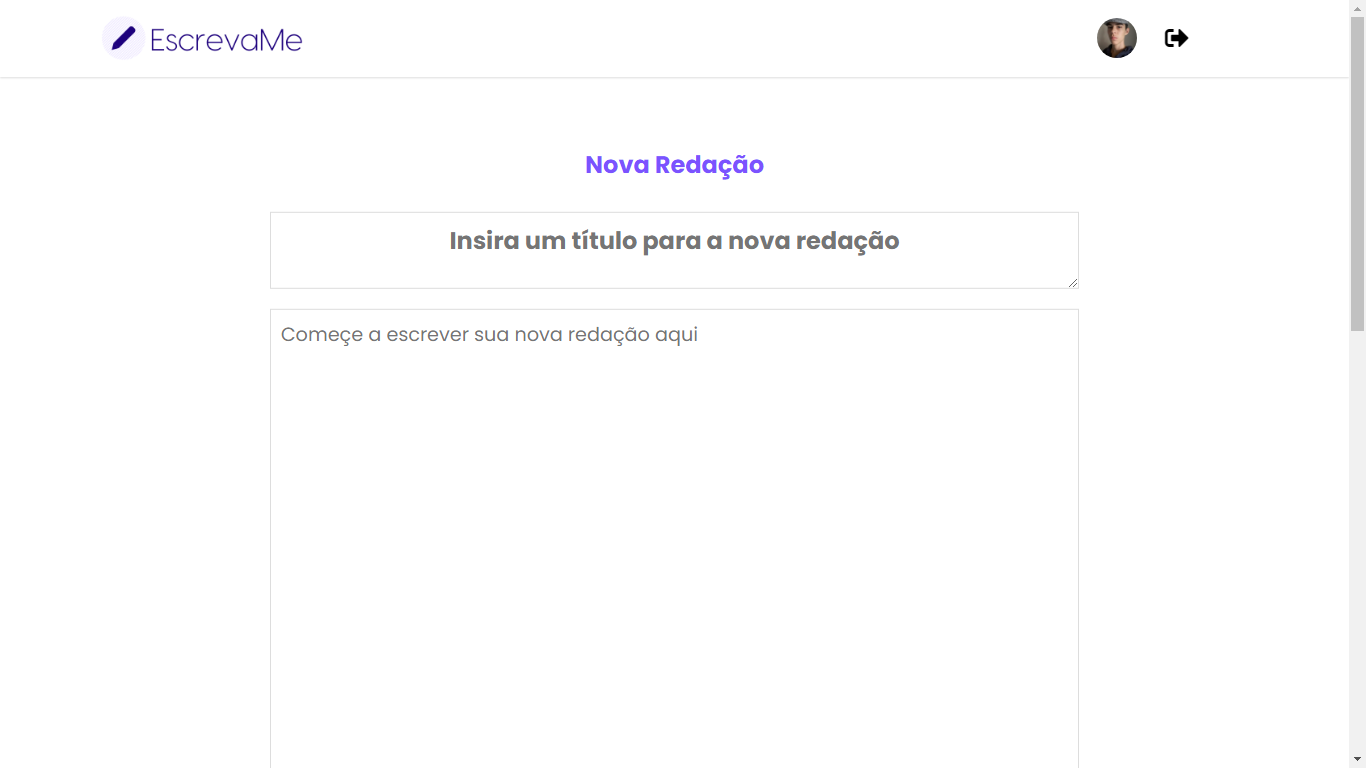 EscrevaMe
Nova Redação
Insira um título para a nova redação
Começe a escrever sua nova redação aqui